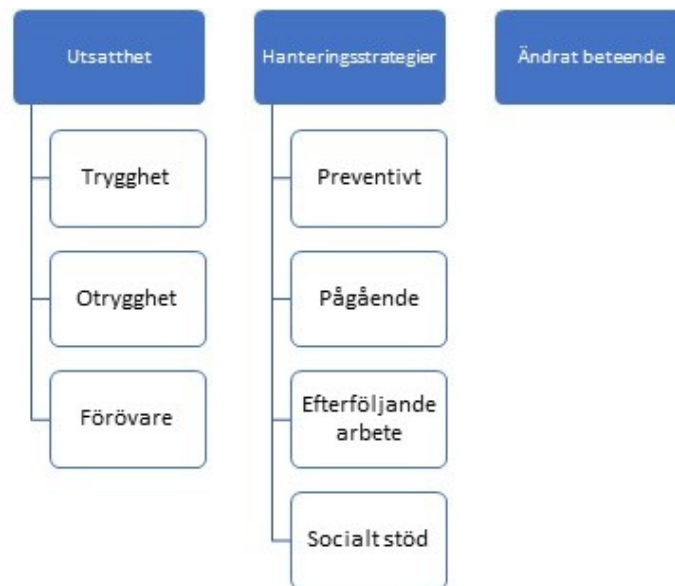 Utsatthet
Trygghet
Otrygghet
Förövare
Hanteringsstrategier
Preventivt
Pågående
Efterföljande
arbete
Socialt stöd
Ändrat beteende